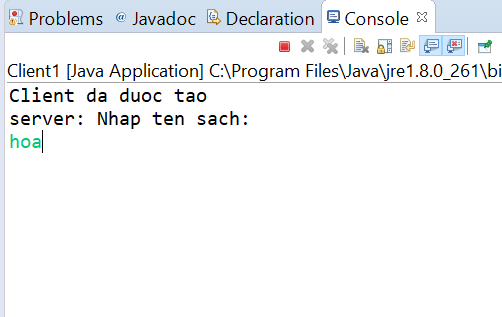 Problems @ Javadoc Declaration Console
Client1 [Java Application] C:\Program Files\Java\jre1.8.0_261\bi
Client da duoc tao
server: Nhap ten sach:
hoa